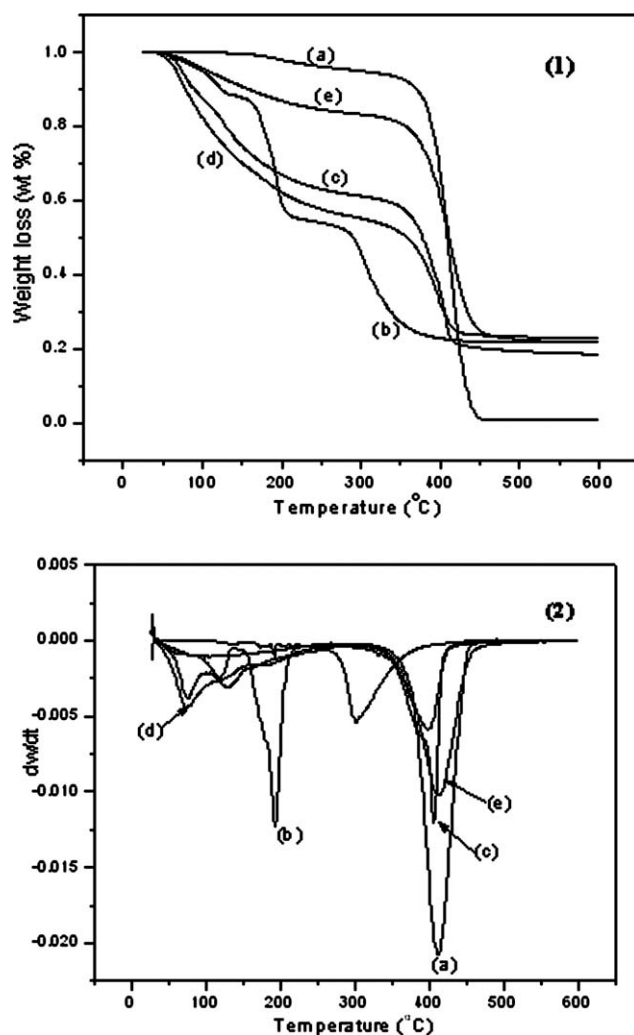 (1)
1.0
0.8
0.6
0.4
0.2
0.0
Weight loss (wt %)
(a)
(e)
(d)
(c)
(b)
0 100 200 300 400 500 600
Temperature (°C)
(2)
0.005
0.000
-0.005
-0.010
-0.015
-0.020
dw/dt
(d)
(b)
(e)
(c)
(a)
0 100 200 300 400 500 600
Temperature (°C)